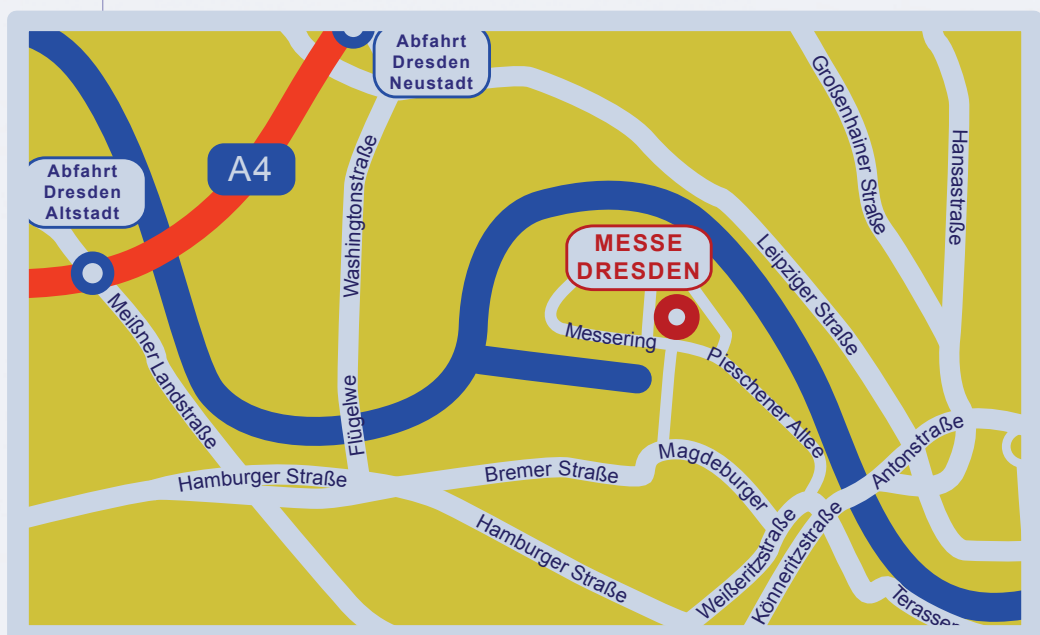 Abfahrt
Dresden
Neustadt
Großenhainer Straße
Hansastraße
A4
Washingtonstraße
Abfahrt
Dresden
Altstadt
MESSE
DRESDEN
Leipziger Straße
Meißner Landstraße
Messering
Pieschener Allee
Flügelwe
Antonstraße
Hamburger Straße
Bremer Straße
Magdeburger
Hamburger Straße
Weißeritzstraße
Könneritzstraße
Terassen